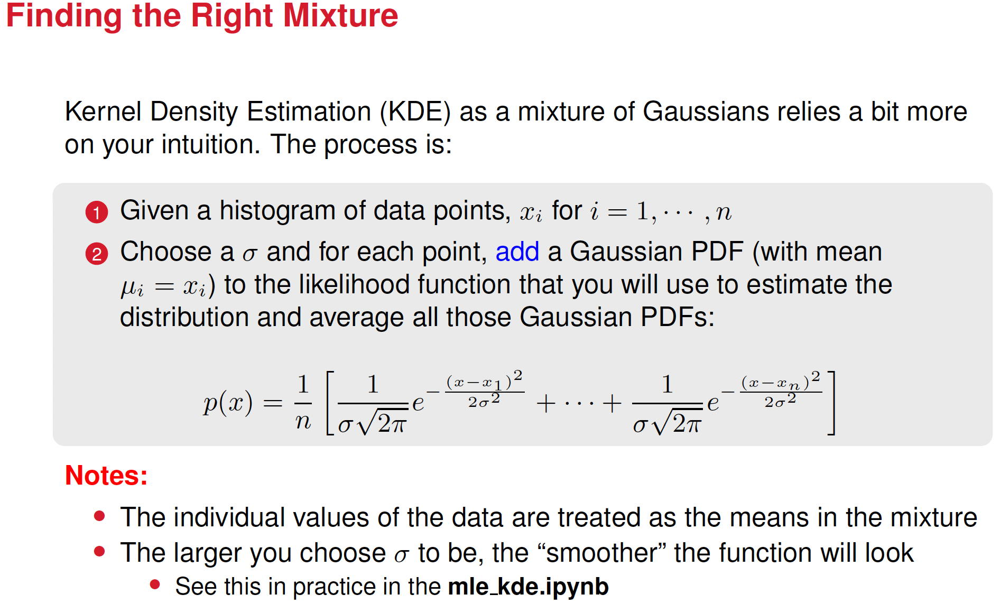 Finding the Right Mixture
Kernel Density Estimation (KDE) as a mixture of Gaussians relies a bit more
on your intuition. The process is:
1 Given a histogram of data points, xᵢ for i = 1, ⋯ , n
2 Choose a σ and for each point, add a Gaussian PDF (with mean
μᵢ = xᵢ) to the likelihood function that you will use to estimate the
distribution and average all those Gaussian PDFs:
p(x) = \frac{1}{n} \left[ \frac{1}{\sigma\sqrt{2\pi}} e^{-\frac{(x-x_1)^2}{2\sigma^2}} + \cdots + \frac{1}{\sigma\sqrt{2\pi}} e^{-\frac{(x-x_n)^2}{2\sigma^2}} \right]
Notes:
• The individual values of the data are treated as the means in the mixture
• The larger you choose σ to be, the “smoother” the function will look
• See this in practice in the mle_kde.ipynb